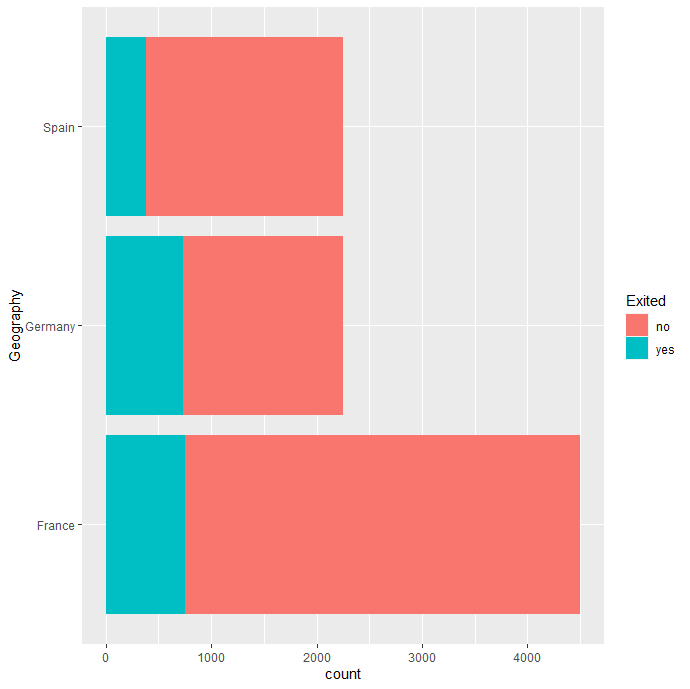 Spain
Germany
France
Geography
0 1000 2000 3000 4000
count
Exited
no
yes